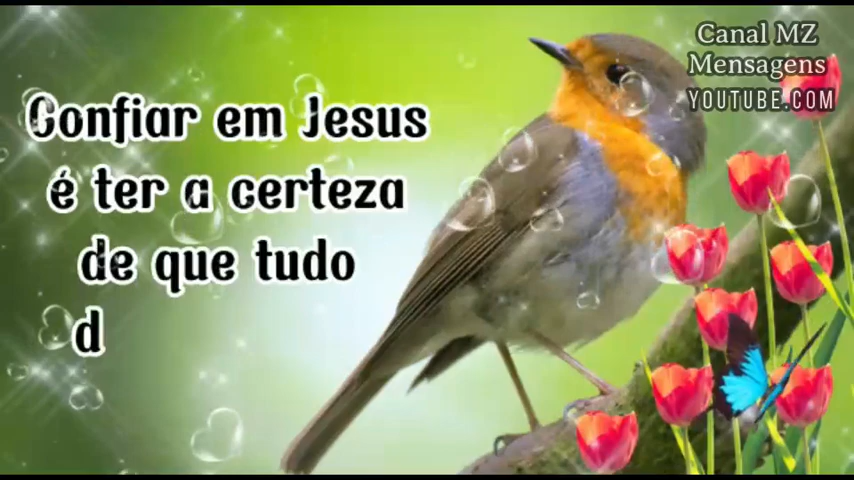 Confiar em Jesus
é ter a certeza
de que tudo
d
Canal MZ
Mensagens
YOUTUBE.COM